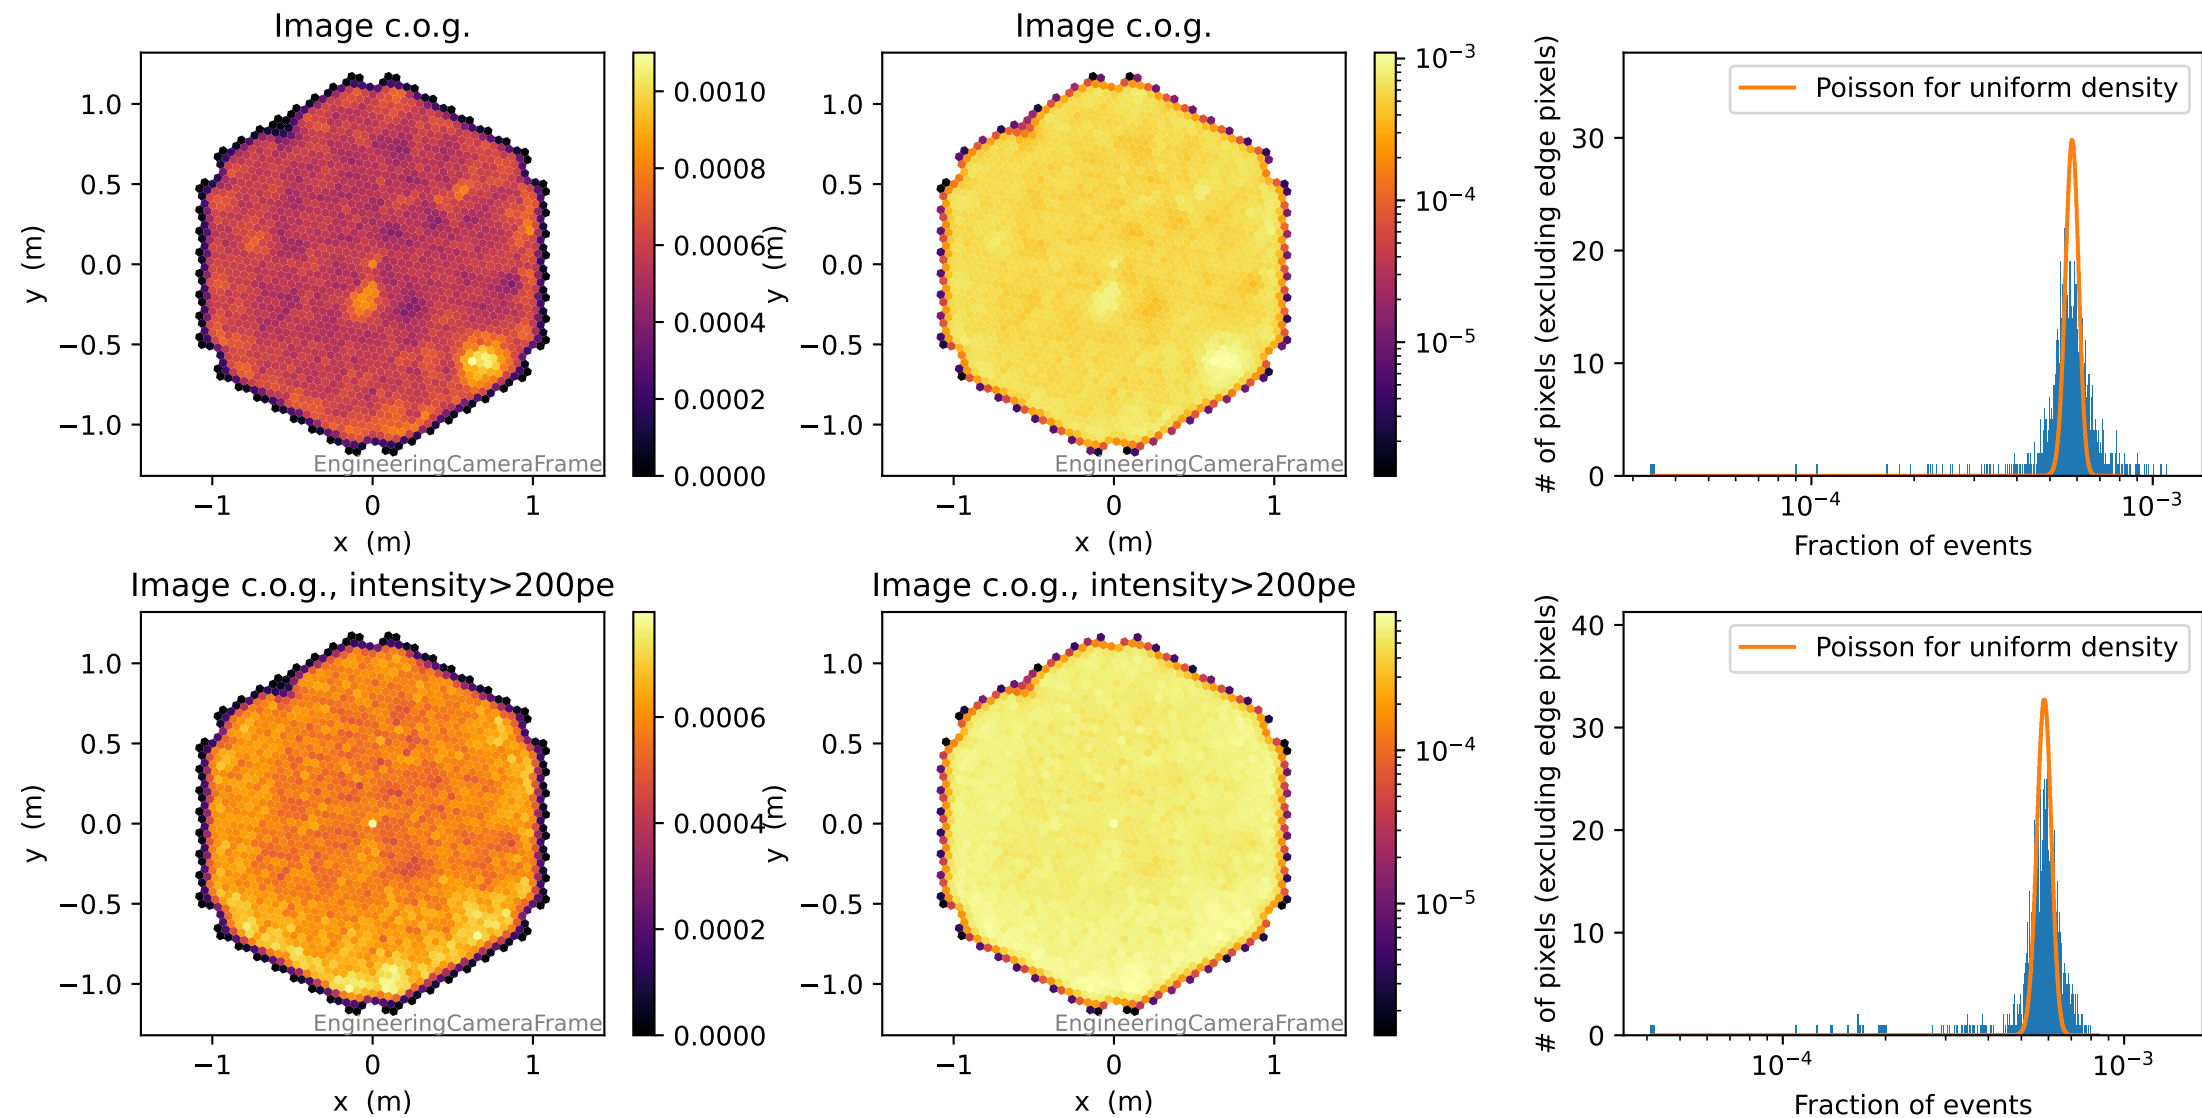 Image c.o.g.
1.0
0.5
0.0
−0.5
−1.0
y (m)
−1
0
1
x (m)
EngineeringCameraFrame
0.0010
0.0008
0.0006
0.0004
0.0002
0.0000
Image c.o.g.
1.0
0.5
0.0
−0.5
−1.0
y (m)
−1
0
1
x (m)
EngineeringCameraFrame
10−3
10−4
10−5
# of pixels (excluding edge pixels)
30
20
10
0
Poisson for uniform density
10−4
10−3
Fraction of events
Image c.o.g., intensity>200pe
1.0
0.5
0.0
−0.5
−1.0
y (m)
−1
0
1
x (m)
EngineeringCameraFrame
0.0006
0.0004
0.0002
0.0000
Image c.o.g., intensity>200pe
1.0
0.5
0.0
−0.5
−1.0
y (m)
−1
0
1
x (m)
EngineeringCameraFrame
10−4
10−5
# of pixels (excluding edge pixels)
40
30
20
10
0
Poisson for uniform density
10−4
10−3
Fraction of events